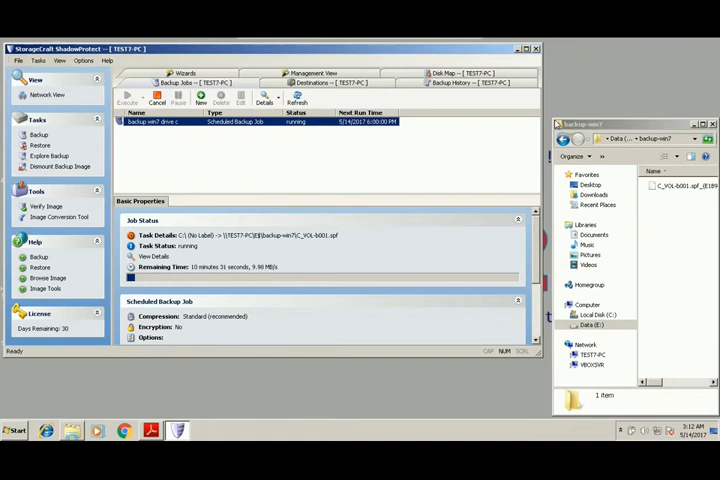 StorageCraft ShadowProtect -- [ TEST7-PC ]
File Tasks View Options Help
View
Network View
Tasks
Backup
Restore
Explore Backup
Dismount Backup Image
Tools
Verify Image
Image Conversion Tool
Help
Backup
Restore
Browse Image
Image Tools
License
Days Remaining: 30
Wizards Management View Disk Map -- [ TEST7-PC ]
Backup Jobs -- [ TEST7-PC ] Destinations -- [ TEST7-PC ] Backup History -- [ TEST7-PC ]
Execute Cancel Pause New Delete Edit Details Refresh
Name Type Status Next Run Time
backup win7 drive c Scheduled Backup Job running 5/14/2017 6:00:00 PM
Basic Properties
Job Status
Task Details: C:\ (No Label) -> \\TEST7-PC\E$\backup-win7\C_VOL-b001.spf
Task Status: running
View Details
Remaining Time: 10 minutes 31 seconds, 9.98 MB/s
Scheduled Backup Job
Compression: Standard (recommended)
Encryption: No
Options:
Ready
CAP NUM SCRL
backup-win7
Data (... backup-win7
Organize
Favorites
Desktop
Downloads
Recent Places
Libraries
Documents
Music
Pictures
Videos
Homegroup
Computer
Local Disk (C:)
Data (E:)
Network
TEST7-PC
VBOXSVR
Name
C_VOL-b001.spf_(E189
1 item
Start
3:12 AM
5/14/2017